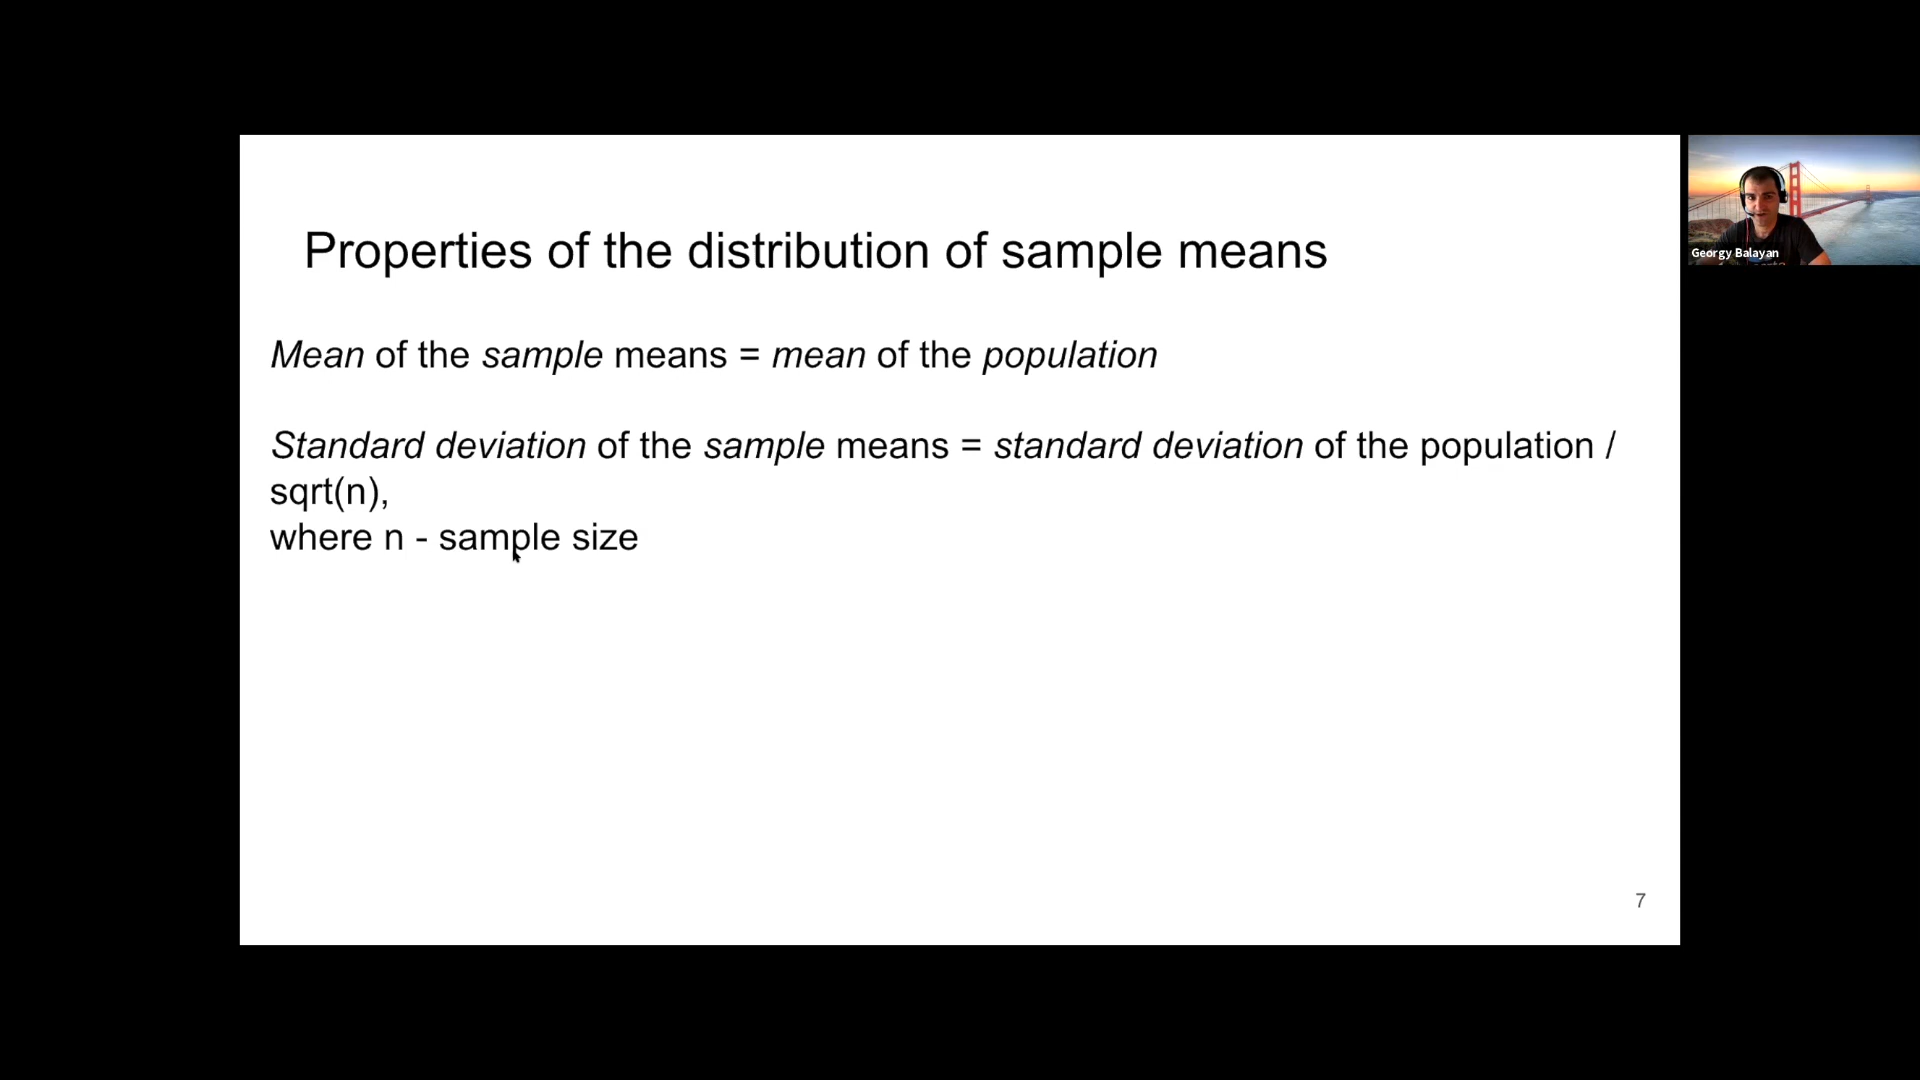 Properties of the distribution of sample means
Mean of the sample means = mean of the population
Standard deviation of the sample means = standard deviation of the population /
sqrt(n),
where n - sample size
7
Georgy Balayan